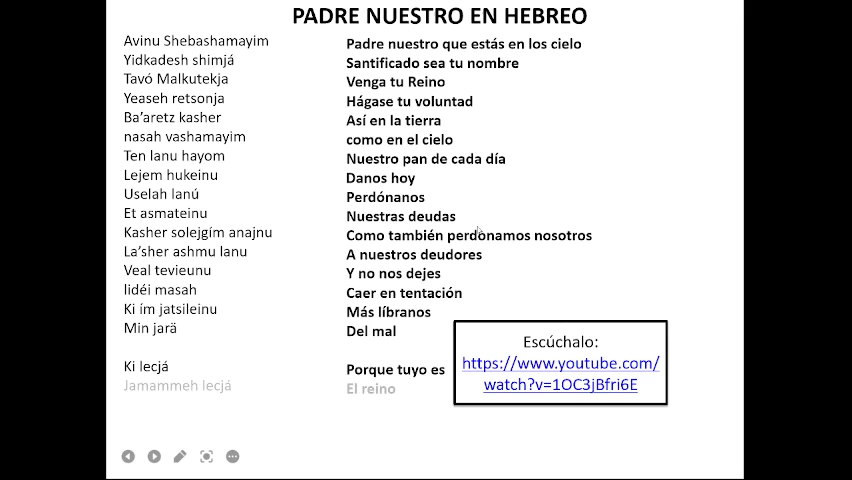 PADRE NUESTRO EN HEBREO
Avinu Shebashamayim
Yidkadesh shimjá
Tavó Malkutekja
Yeaseh retsonja
Ba’aretz kasher
nasah vashamayim
Ten lanu hayom
Lejem hukeinu
Uselah lanú
Et asmateinu
Kasher solejgím anajnu
La’sher ashmu lanu
Veal tevieunu
lidéi masah
Ki ím jatsileinu
Min jarä
Ki lecjá
Jamammeh lecjá
Padre nuestro que estás en los cielo
Santificado sea tu nombre
Venga tu Reino
Hágase tu voluntad
Así en la tierra
como en el cielo
Nuestro pan de cada día
Danos hoy
Perdónanos
Nuestras deudas
Como también perdonamos nosotros
A nuestros deudores
Y no nos dejes
Caer en tentación
Más líbranos
Del mal
Porque tuyo es
El reino
Escúchalo:
https://www.youtube.com/
watch?v=1OC3jBfri6E